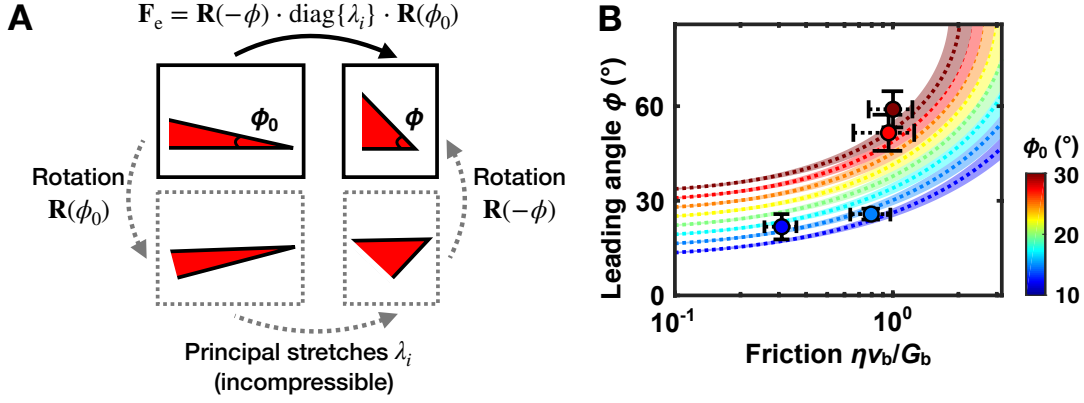 A
F_e = R(−ϕ) · diag{λ_i} · R(ϕ_0)
ϕ_0
ϕ
Rotation
R(ϕ_0)
Rotation
R(−ϕ)
Principal stretches λ_i
(incompressible)
B
Leading angle ϕ (°)
60
30
0
10^-1
10^0
Friction ηv_b/G_b
ϕ_0 (°)
30
20
10